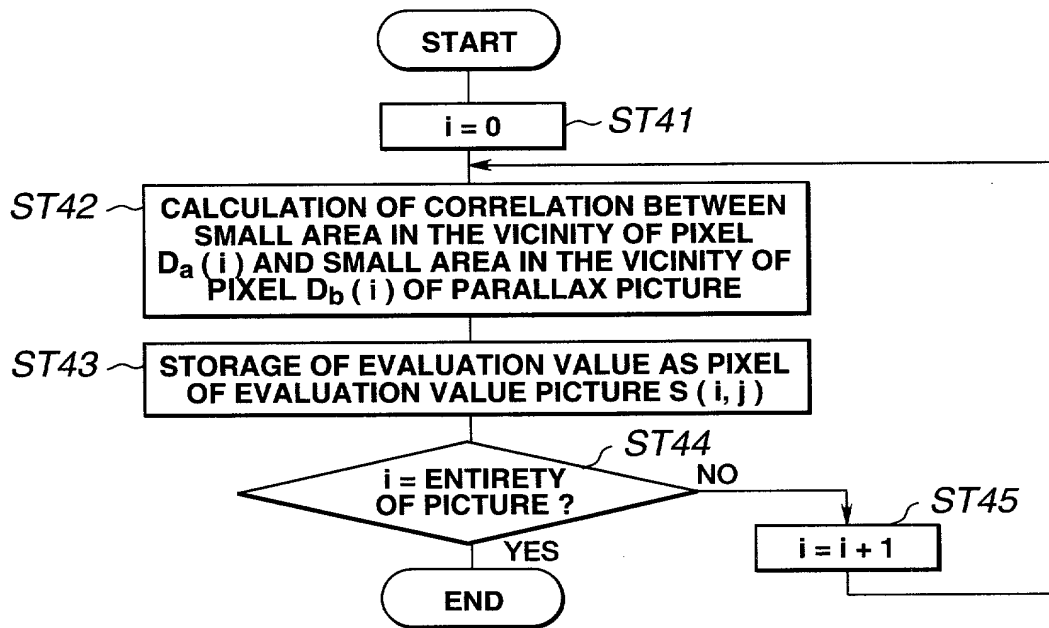 START
i = 0
ST41
ST42
CALCULATION OF CORRELATION BETWEEN
SMALL AREA IN THE VICINITY OF PIXEL
Da ( i ) AND SMALL AREA IN THE VICINITY OF
PIXEL Db ( i ) OF PARALLAX PICTURE
ST43
STORAGE OF EVALUATION VALUE AS PIXEL
OF EVALUATION VALUE PICTURE S ( i, j )
ST44
i = ENTIRETY
OF PICTURE ?
NO
ST45
i = i + 1
YES
END